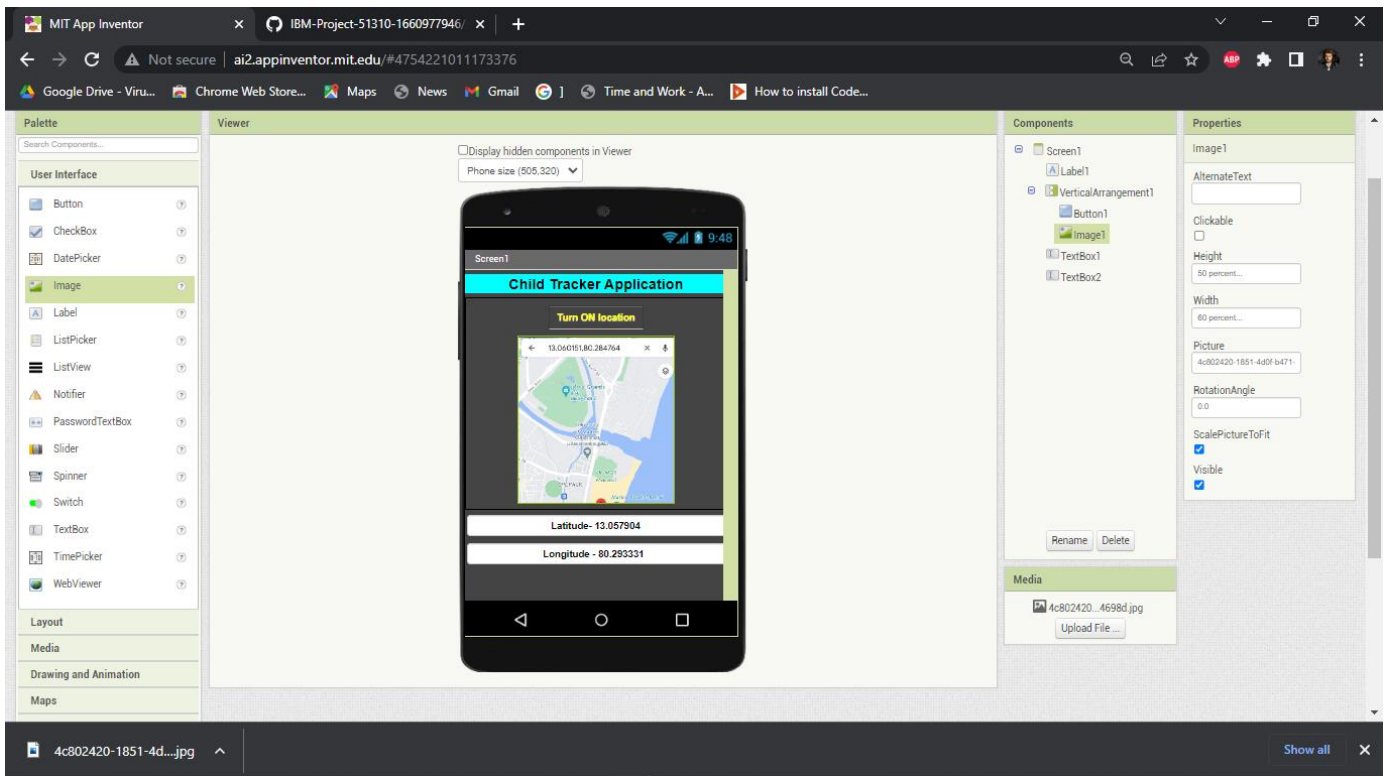 MIT App Inventor
IBM-Project-51310-1660977946/
Not secure ai2.appinventor.mit.edu/#4754221011173376
ABP
Google Drive - Viru... Chrome Web Store... Maps News Gmail ] Time and Work - A... How to install Code...
Palette
Search Components...
User Interface
Button
CheckBox
DatePicker
Image
Label
ListPicker
ListView
Notifier
PasswordTextBox
Slider
Spinner
Switch
TextBox
TimePicker
WebViewer
Layout
Media
Drawing and Animation
Maps
Viewer
Display hidden components in Viewer
Phone size (505,320)
9:48
Screen1
Child Tracker Application
Turn ON location
13.060151,80.284764
Latitude- 13.057904
Longitude - 80.293331
Components
Screen1
Label1
VerticalArrangement1
Button1
Image1
TextBox1
TextBox2
Rename Delete
Media
4c802420...4698d.jpg
Upload File ...
Properties
Image1
AlternateText
Clickable
Height
50 percent...
Width
60 percent...
Picture
4c802420-1851-4d0f-b471-
RotationAngle
0.0
ScalePictureToFit
Visible
4c802420-1851-4d....jpg
Show all